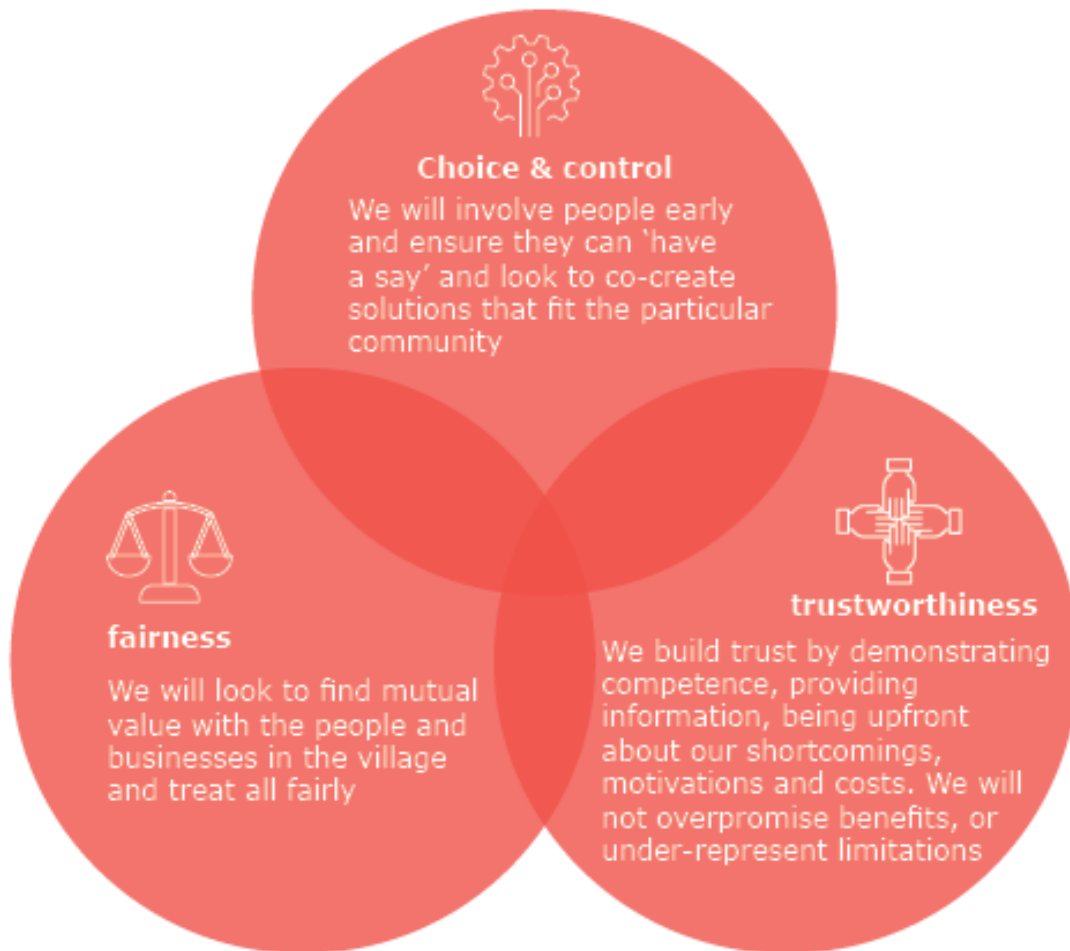 Choice & control
We will involve people early
and ensure they can ‘have
a say’ and look to co-create
solutions that fit the particular
community
fairness
We will look to find mutual
value with the people and
businesses in the village
and treat all fairly
trustworthiness
We build trust by demonstrating
competence, providing
information, being upfront
about our shortcomings,
motivations and costs. We will
not overpromise benefits, or
under-represent limitations